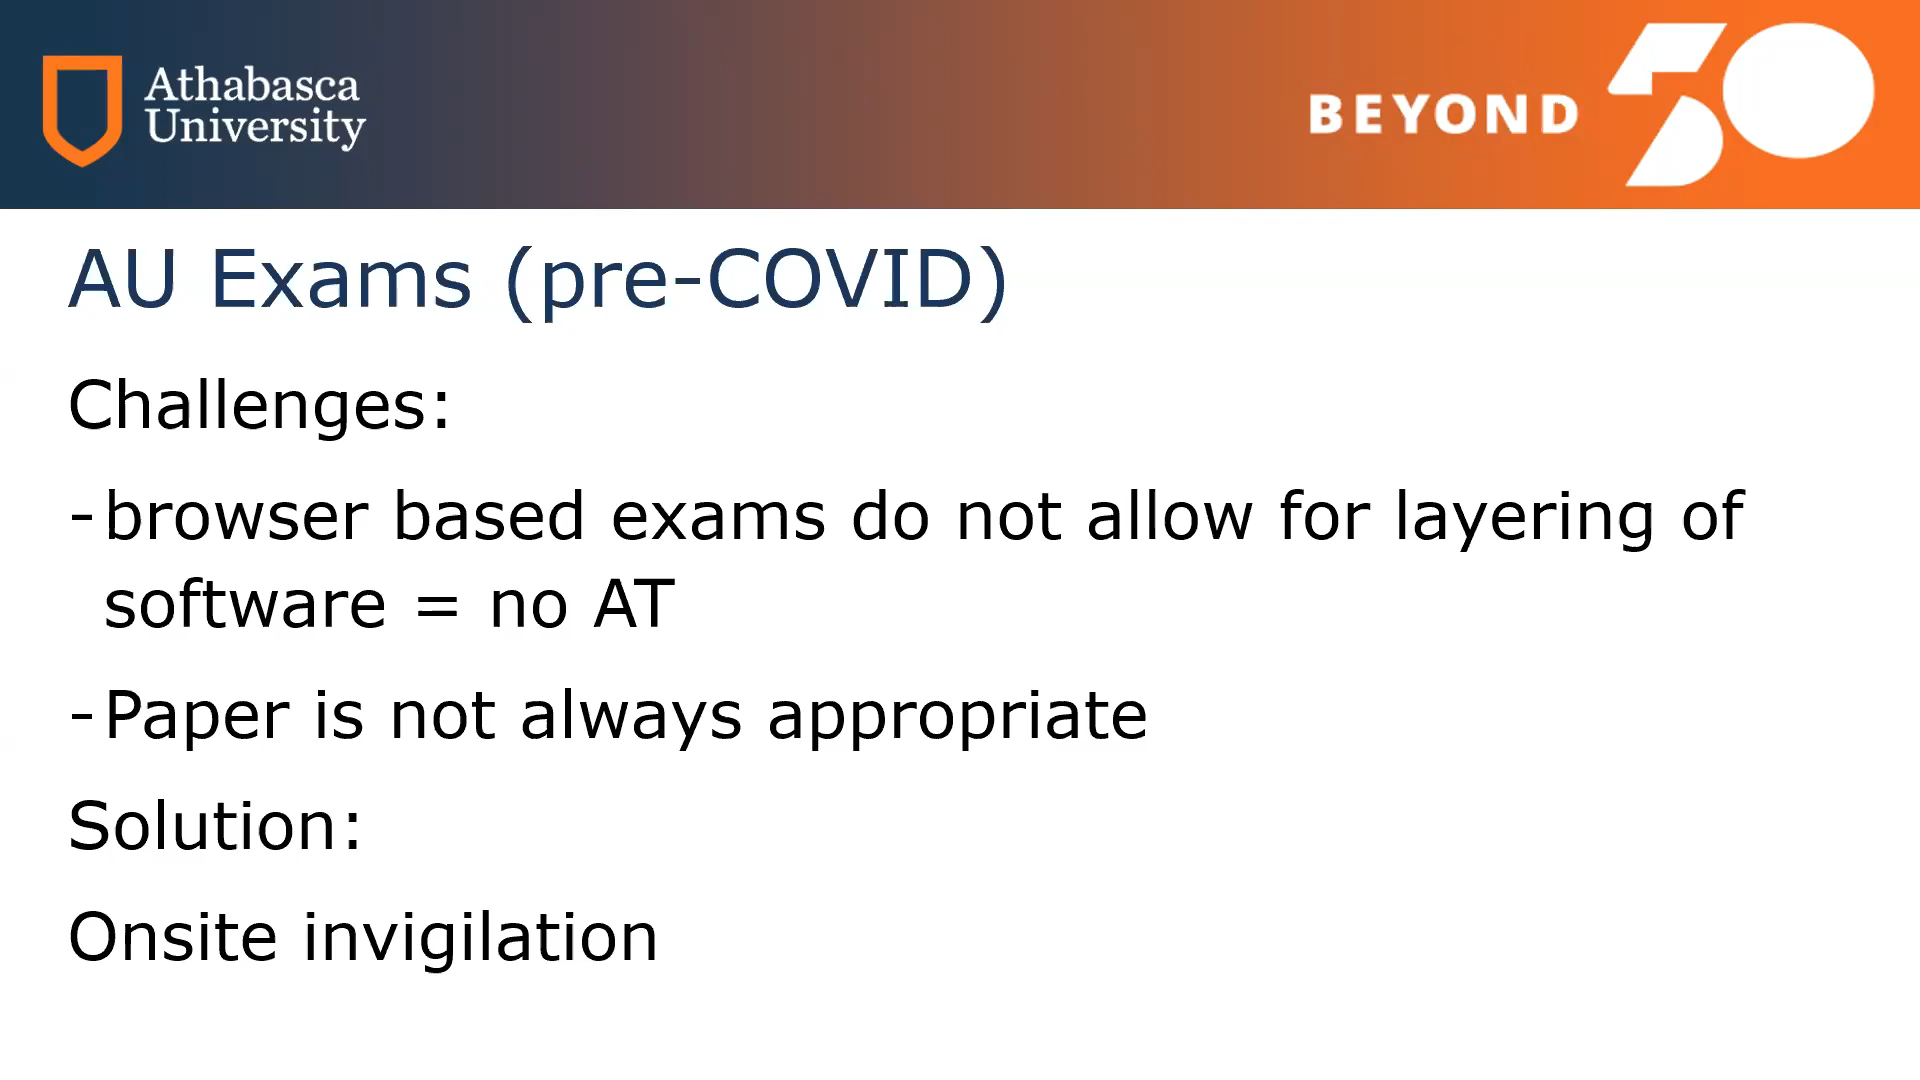 Athabasca
University
BEYOND 50
AU Exams (pre-COVID)
Challenges:
-browser based exams do not allow for layering of
software = no AT
-Paper is not always appropriate
Solution:
Onsite invigilation